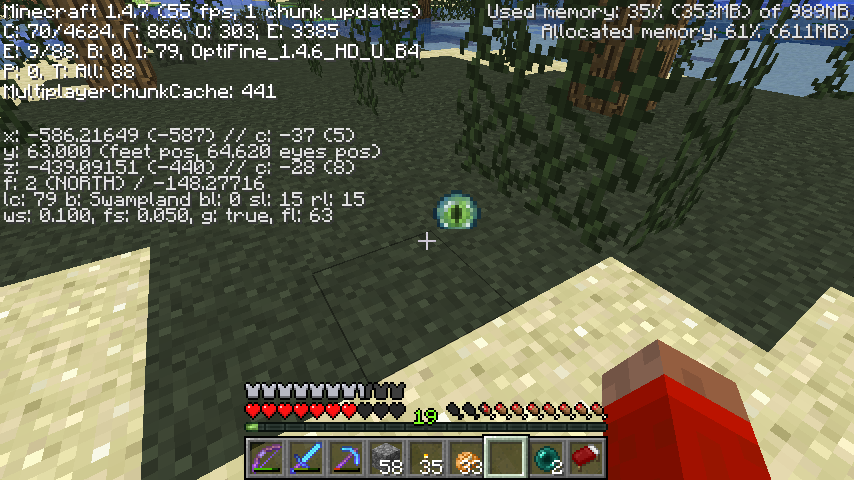 Minecraft 1.4.7 (55 fps, 1 chunk updates)
Used memory: 35% (353MB) of 989MB
C: 70/4624. F: 866, O: 303, E: 3385
Allocated memory: 61% (611MB)
E: 9/88. B: 0, I: -79, OptiFine_1.4.6_HD_U_B4
P: 0. T: All: 88
MultiplayerChunkCache: 441
x: -586.21649 (-587) // c: -37 (5)
y: 63.000 (feet pos, 64.620 eyes pos)
z: -439.09151 (-440) // c: -28 (8)
f: 2 (NORTH) / -148.27716
lc: 79 b: Swampland bl: 0 sl: 15 rl: 15
ws: 0.100, fs: 0.050, g: true, fl: 63
19
58 35 33 2